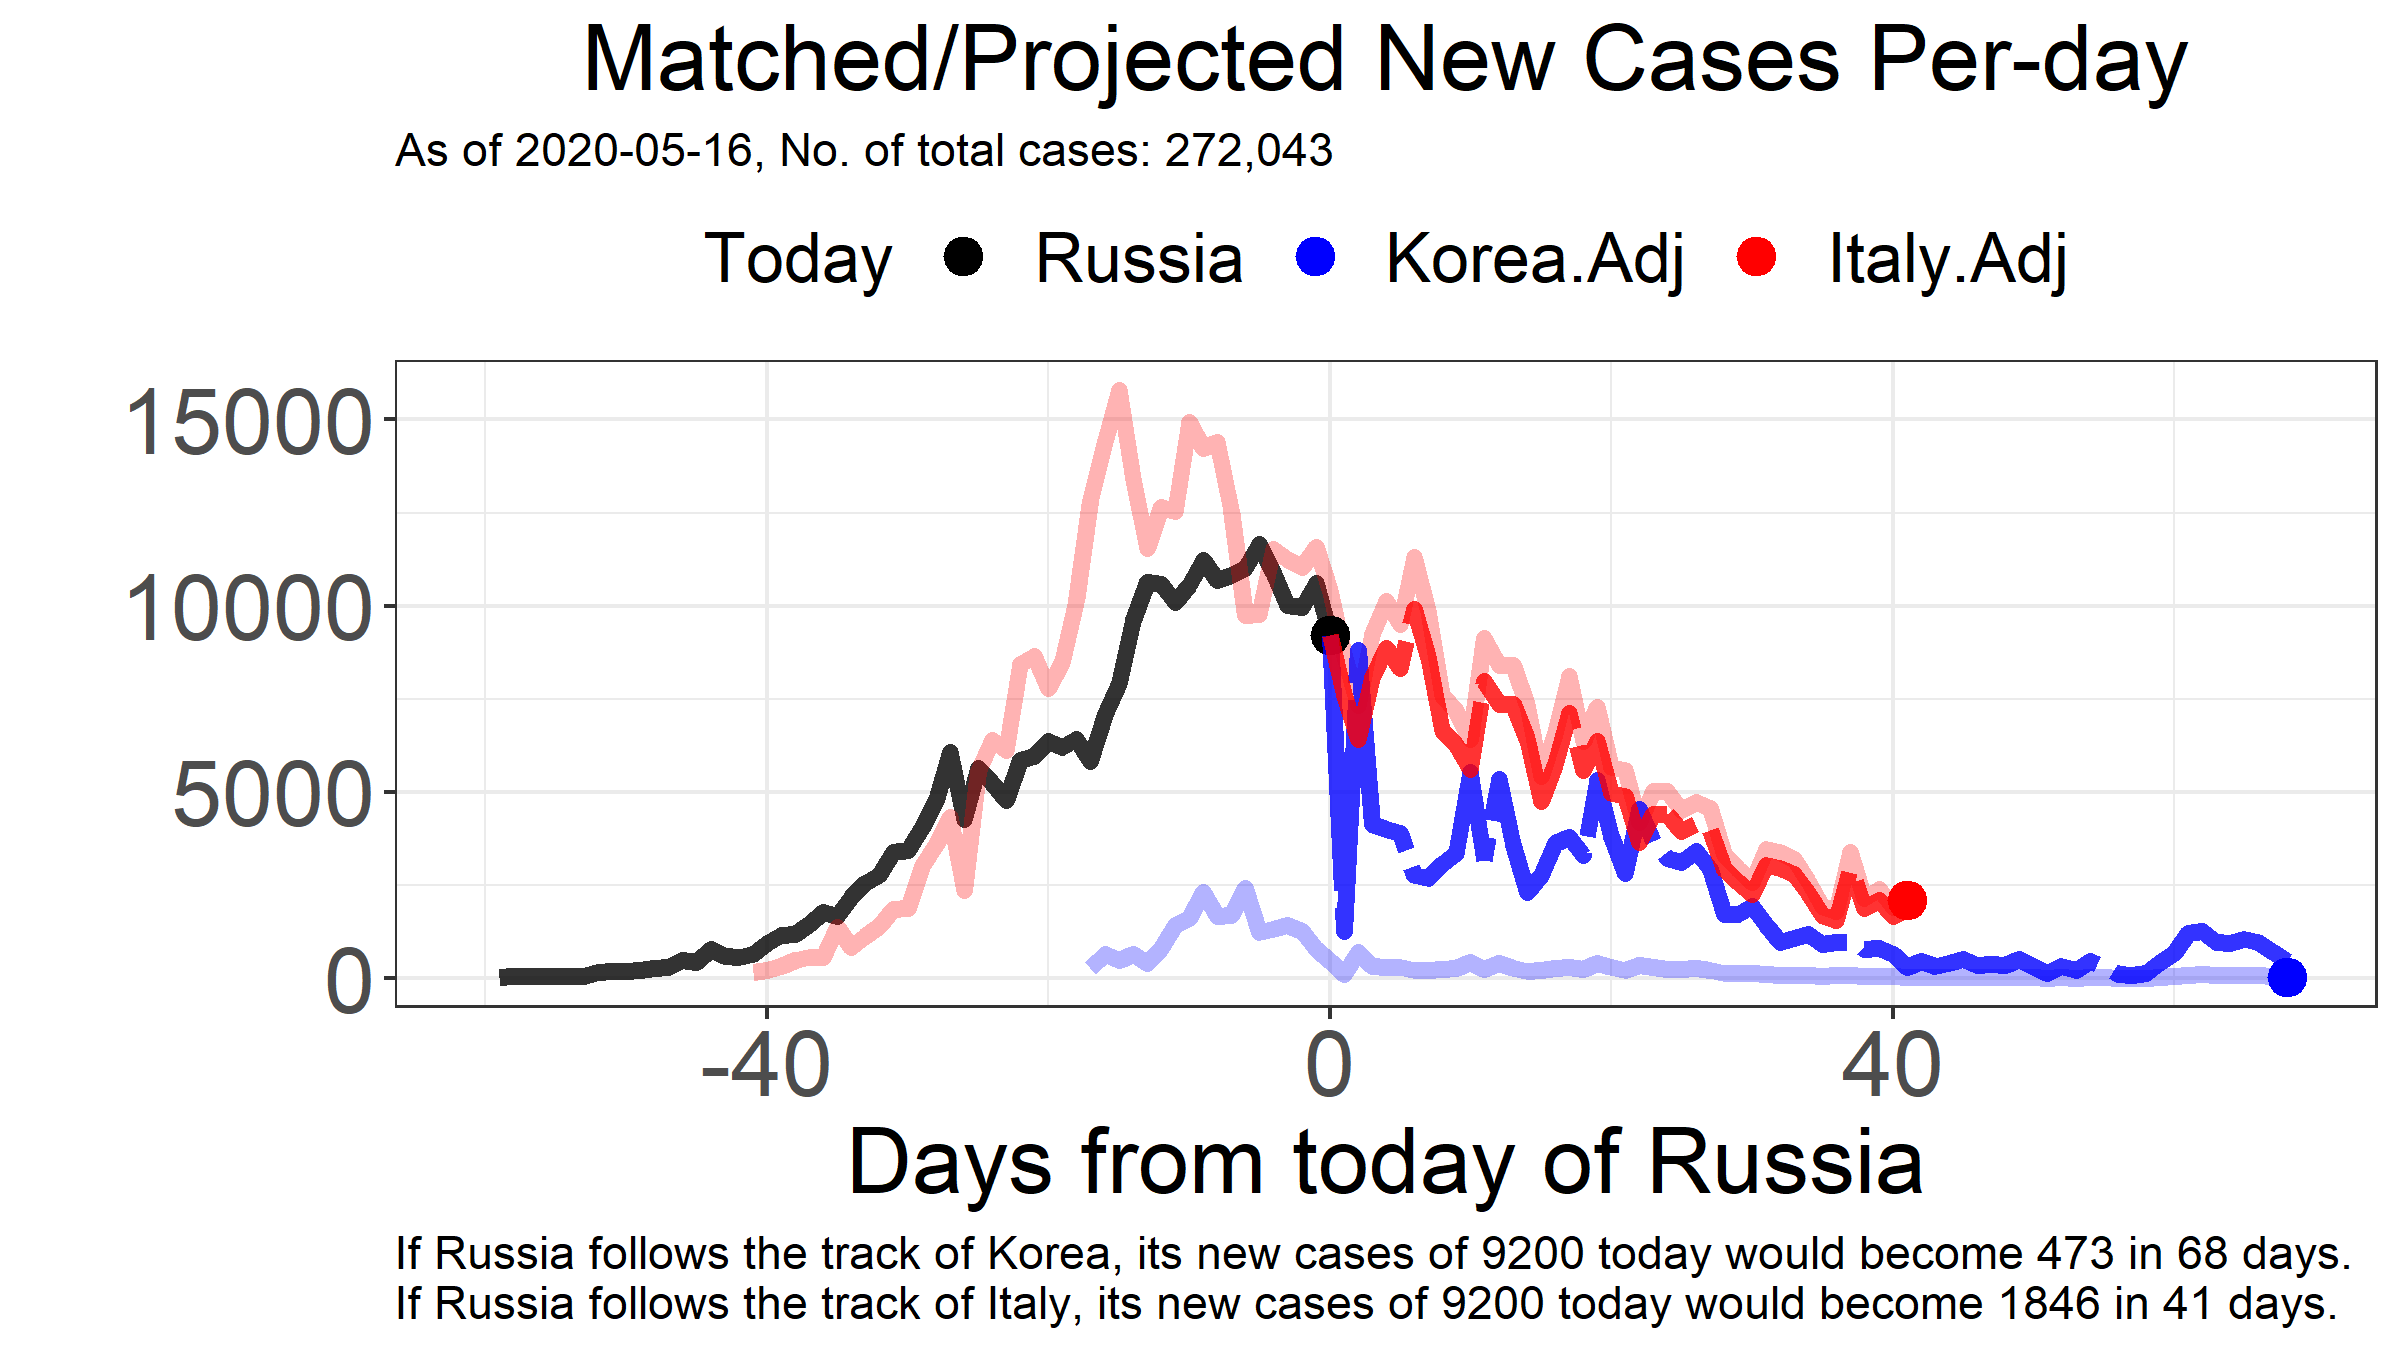 Matched/Projected New Cases Per-day
As of 2020-05-16, No. of total cases: 272,043
Today Russia Korea.Adj Italy.Adj
15000
10000
5000
0
-40 0 40
Days from today of Russia
If Russia follows the track of Korea, its new cases of 9200 today would become 473 in 68 days.
If Russia follows the track of Italy, its new cases of 9200 today would become 1846 in 41 days.